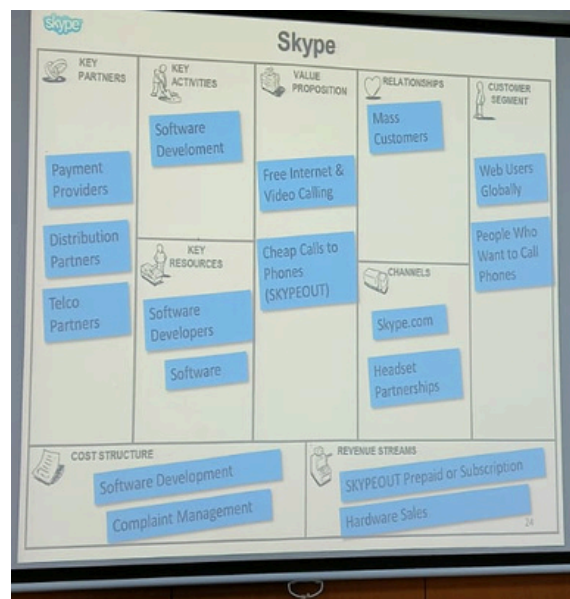 skype
Skype
KEY
PARTNERS
Payment
Providers
Distribution
Partners
Telco
Partners
KEY
ACTIVITIES
Software
Develoment
KEY
RESOURCES
Software
Developers
Software
VALUE
PROPOSITION
Free Internet &
Video Calling
Cheap Calls to
Phones
(SKYPEOUT)
RELATIONSHIPS
Mass
Customers
CHANNELS
Skype.com
Headset
Partnerships
CUSTOMER
SEGMENT
Web Users
Globally
People Who
Want to Call
Phones
COST STRUCTURE
Software Development
Complaint Management
REVENUE STREAMS
SKYPEOUT Prepaid or Subscription
Hardware Sales
24